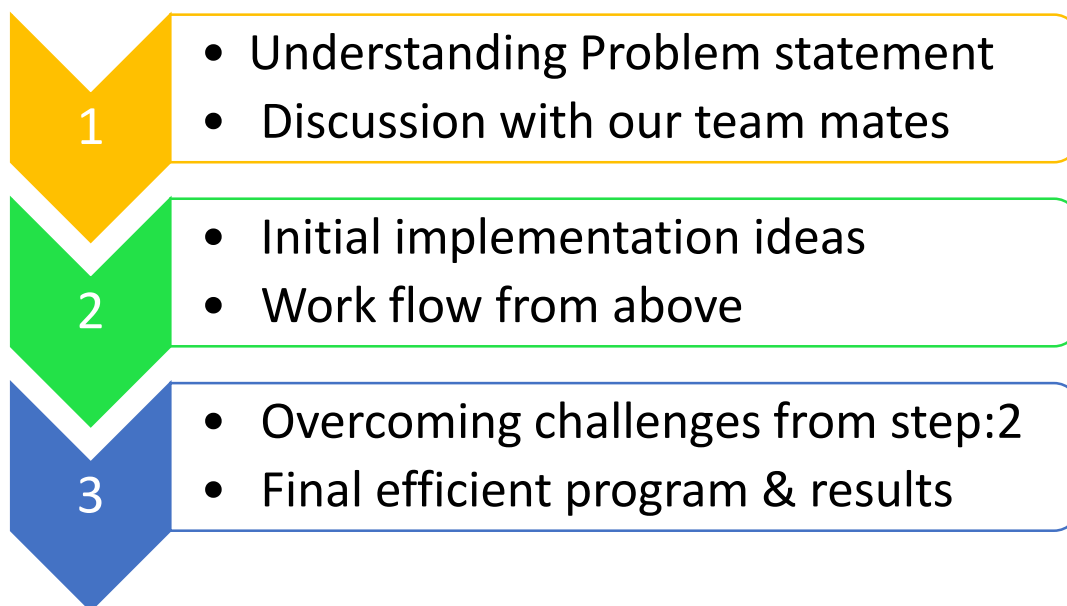 1
• Understanding Problem statement
• Discussion with our team mates
2
• Initial implementation ideas
• Work flow from above
3
• Overcoming challenges from step:2
• Final efficient program & results